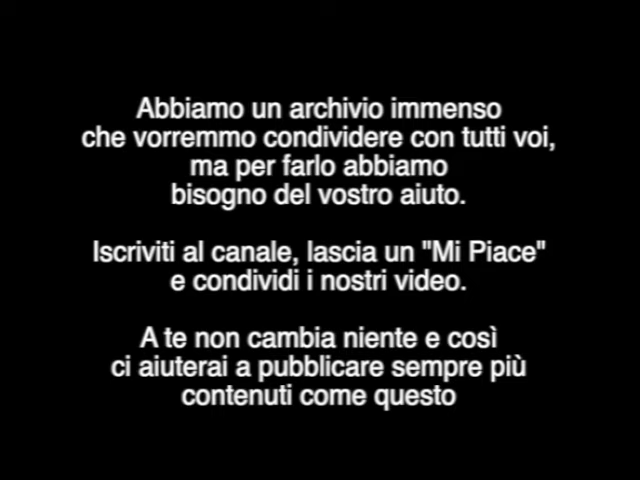 Abbiamo un archivio immenso
che vorremmo condividere con tutti voi,
ma per farlo abbiamo
bisogno del vostro aiuto.
Iscriviti al canale, lascia un "Mi Piace"
e condividi i nostri video.
A te non cambia niente e così
ci aiuterai a pubblicare sempre più
contenuti come questo